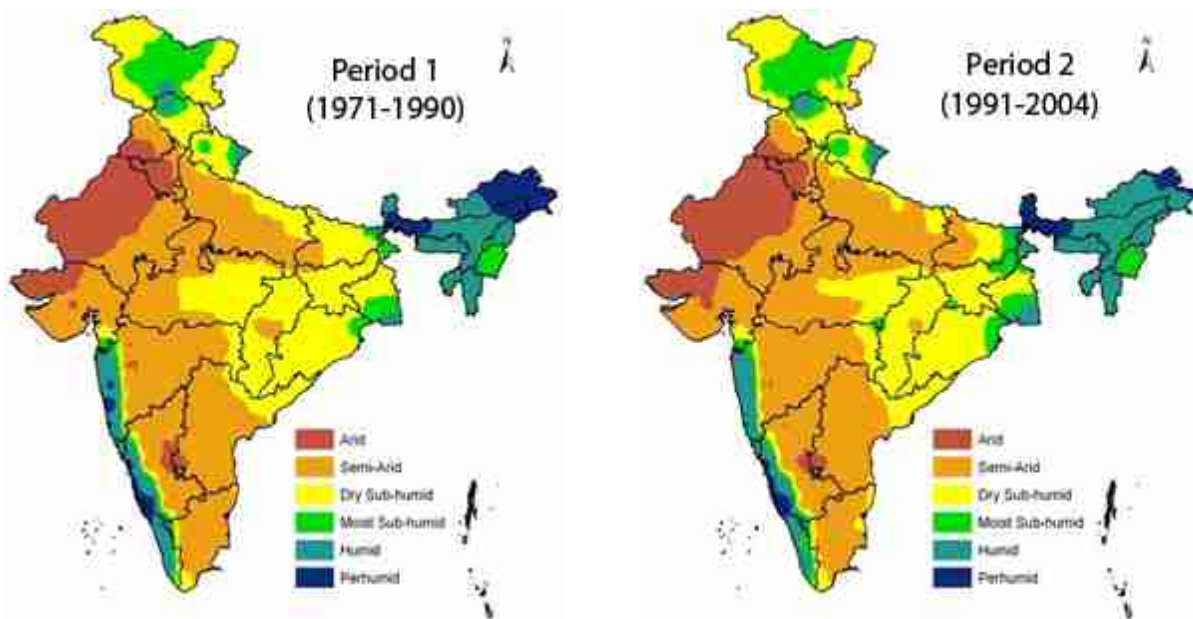 Period 1
(1971-1990)
N
Arid
Semi-Arid
Dry Sub-humid
Moist Sub-humid
Humid
Perhumid
Period 2
(1991-2004)
N
Arid
Semi-Arid
Dry Sub-humid
Moist Sub-humid
Humid
Perhumid